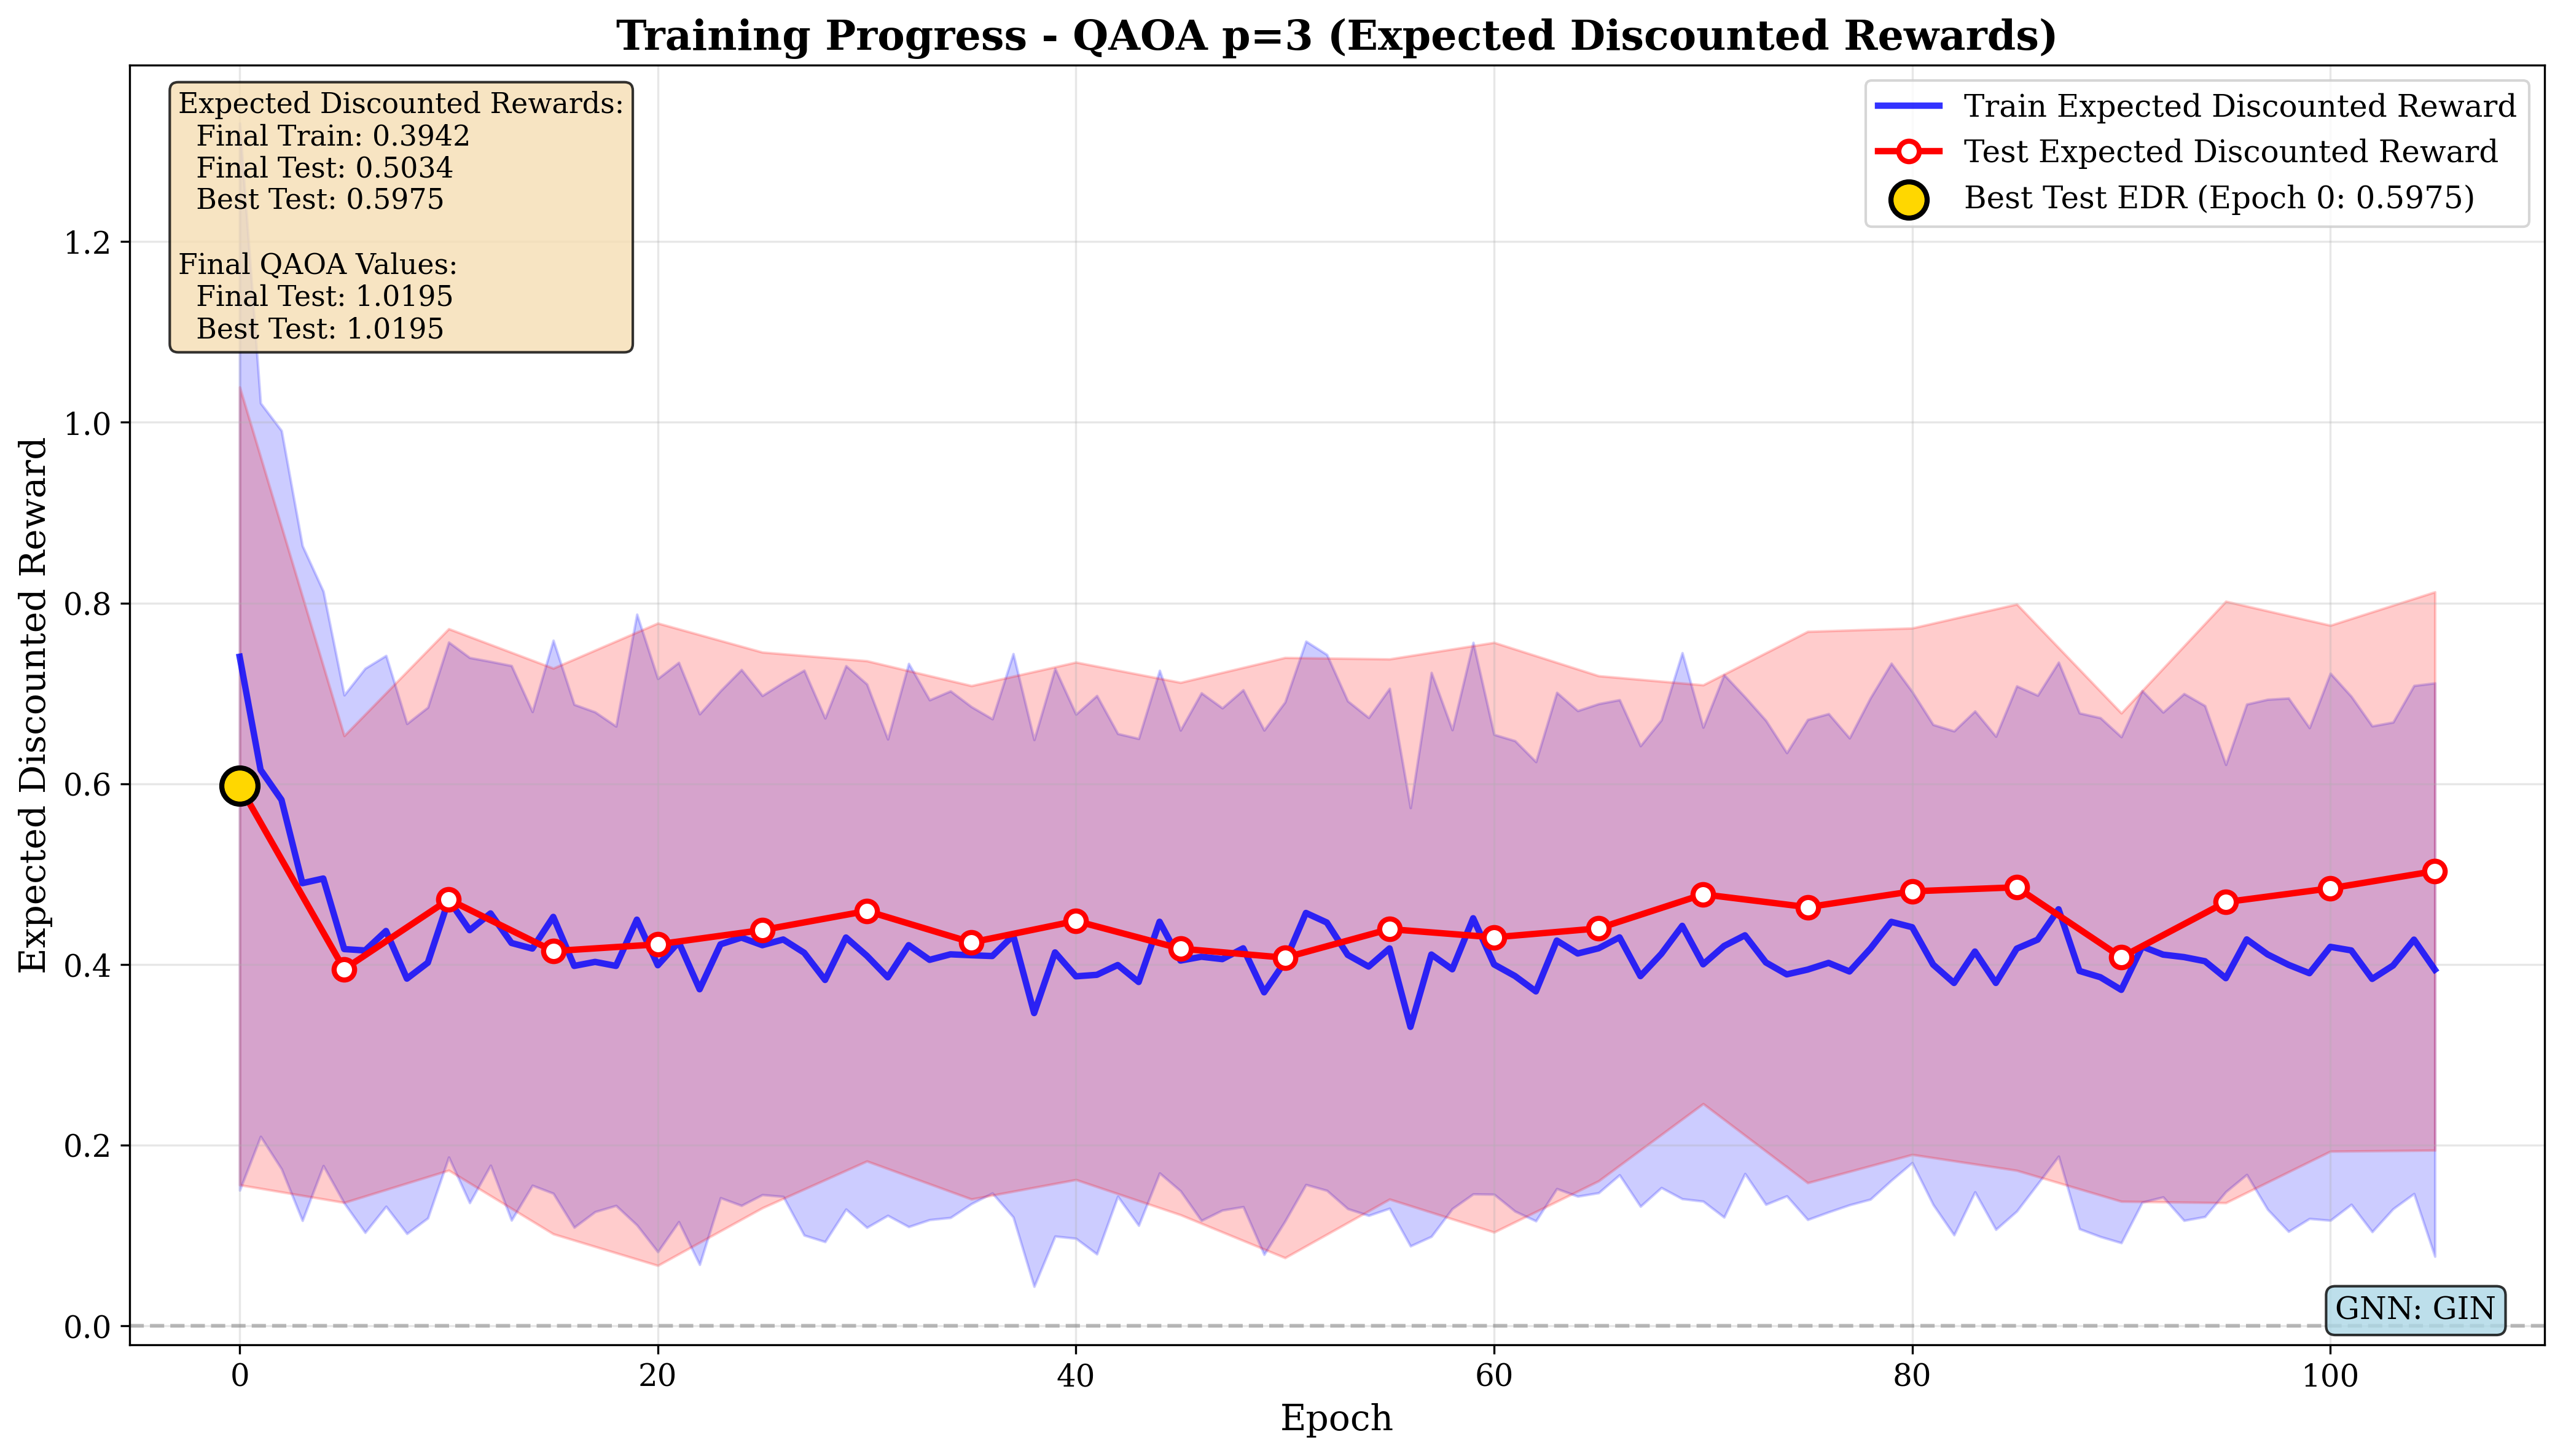 Training Progress - QAOA p=3 (Expected Discounted Rewards)
Expected Discounted Rewards:
Final Train: 0.3942
Final Test: 0.5034
Best Test: 0.5975
Final QAOA Values:
Final Test: 1.0195
Best Test: 1.0195
Train Expected Discounted Reward
Test Expected Discounted Reward
Best Test EDR (Epoch 0: 0.5975)
Expected Discounted Reward
1.2
1.0
0.8
0.6
0.4
0.2
0.0
GNN: GIN
0
20
40
60
80
100
Epoch